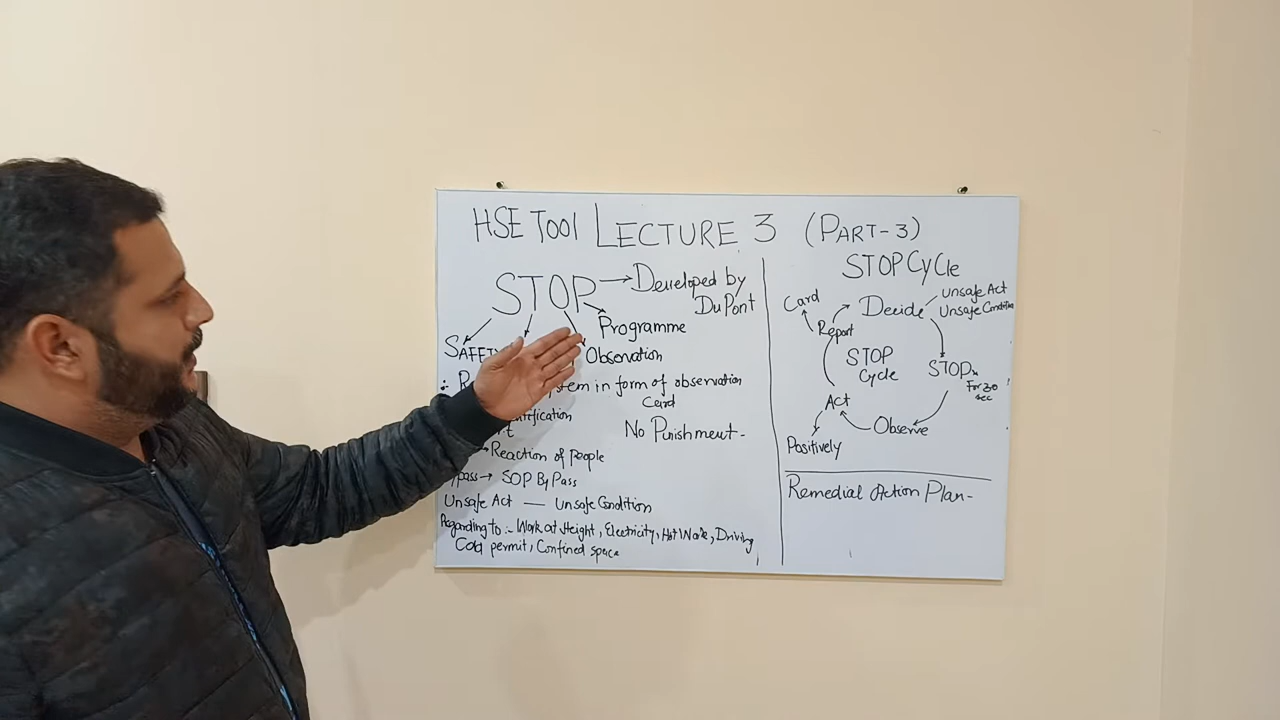 HSE Tool LECTURE 3 (PART-3)
STOP → Developed by
DuPont
Programme
SAFETY
Observation
in form of observation
Card
No Punishment-
→ Reaction of people
→ SOP By Pass
Unsafe Act — Unsafe Condition
Regarding to:- Work at Height, Electricity, Hot Work, Driving
Cold permit, Confined space
STOP Cycle
Decide
Unsafe Act
Unsafe Condition
STOP
For 30
sec
Observe
Act
Positively
Report
Card
STOP
Cycle
Remedial Action Plan-